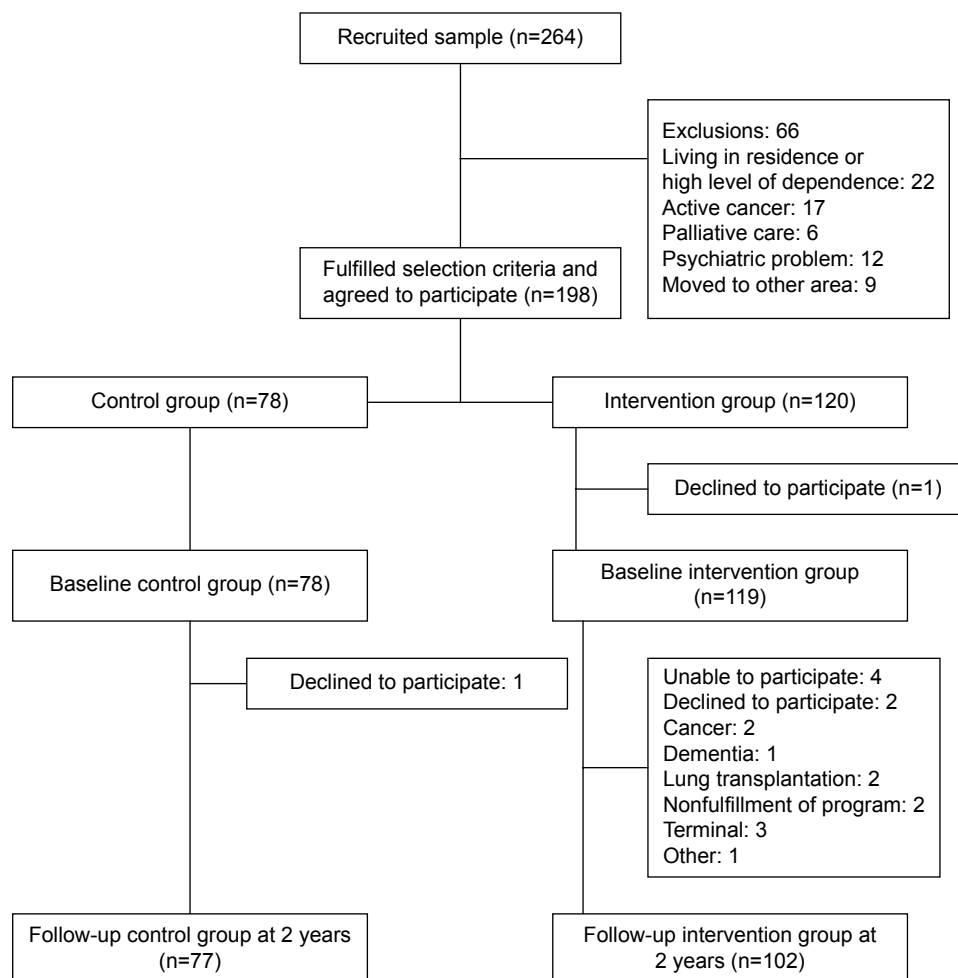 Recruited sample (n=264)
Exclusions: 66
Living in residence or
high level of dependence: 22
Active cancer: 17
Palliative care: 6
Psychiatric problem: 12
Moved to other area: 9
Fulfilled selection criteria and
agreed to participate (n=198)
Control group (n=78)
Intervention group (n=120)
Declined to participate (n=1)
Baseline control group (n=78)
Baseline intervention group
(n=119)
Declined to participate: 1
Unable to participate: 4
Declined to participate: 2
Cancer: 2
Dementia: 1
Lung transplantation: 2
Nonfulfillment of program: 2
Terminal: 3
Other: 1
Follow-up control group at 2 years
(n=77)
Follow-up intervention group at
2 years (n=102)